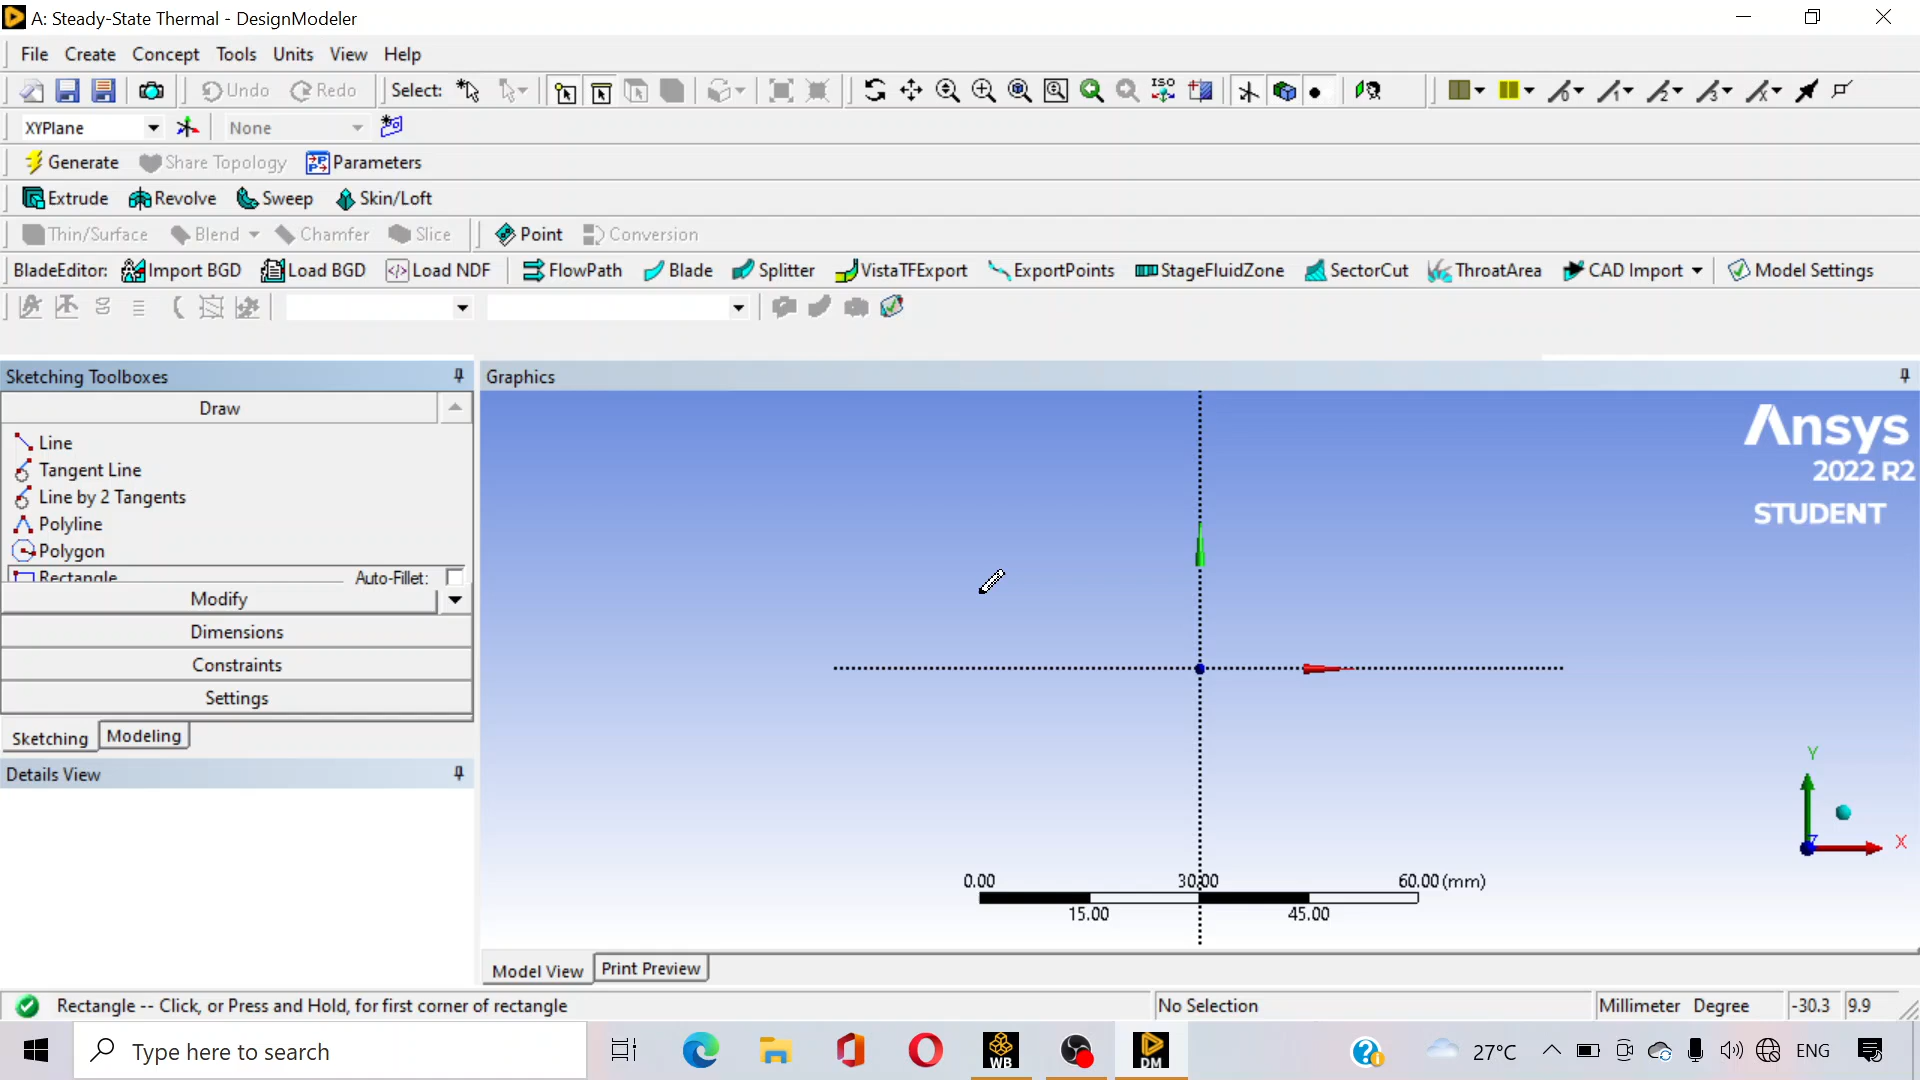 A: Steady-State Thermal - DesignModeler
File Create Concept Tools Units View Help
Undo Redo Select: ISO
XYPlane None
Generate Share Topology Parameters
Extrude Revolve Sweep Skin/Loft
Thin/Surface Blend Chamfer Slice Point Conversion
BladeEditor: Import BGD Load BGD Load NDF FlowPath Blade Splitter VistaTFExport ExportPoints StageFluidZone SectorCut ThroatArea CAD Import Model Settings
Sketching Toolboxes
Draw
Line
Tangent Line
Line by 2 Tangents
Polyline
Polygon
Rectangle Auto-Fillet:
Modify
Dimensions
Constraints
Settings
Sketching Modeling
Details View
Graphics
Ansys
2022 R2
STUDENT
Y
X
Z
0.00 30.00 60.00 (mm)
15.00 45.00
Model View Print Preview
Rectangle -- Click, or Press and Hold, for first corner of rectangle No Selection Millimeter Degree -30.3 9.9
Type here to search WB DM 27°C ENG